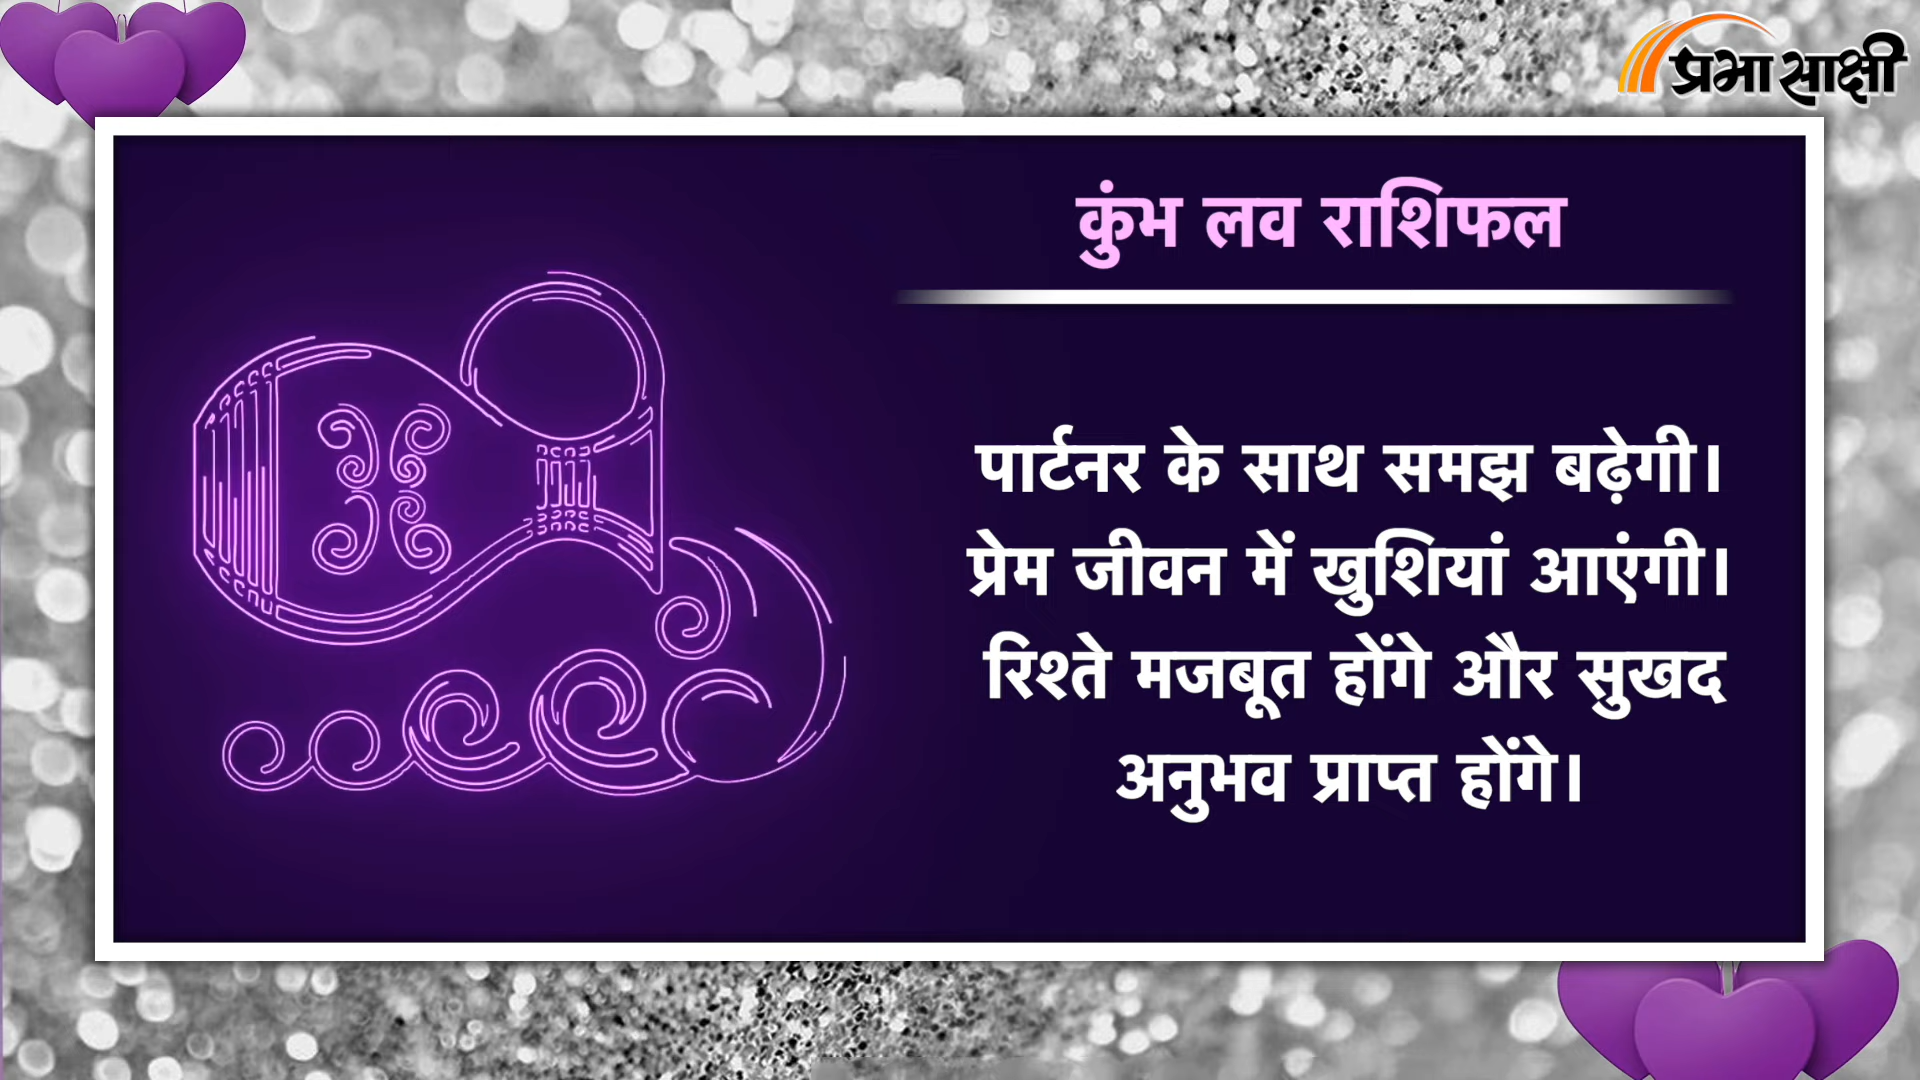 प्रभासाक्षी
कुंभ लव राशिफल
पार्टनर के साथ समझ बढ़ेगी।
प्रेम जीवन में खुशियां आएंगी।
रिश्ते मजबूत होंगे और सुखद
अनुभव प्राप्त होंगे।